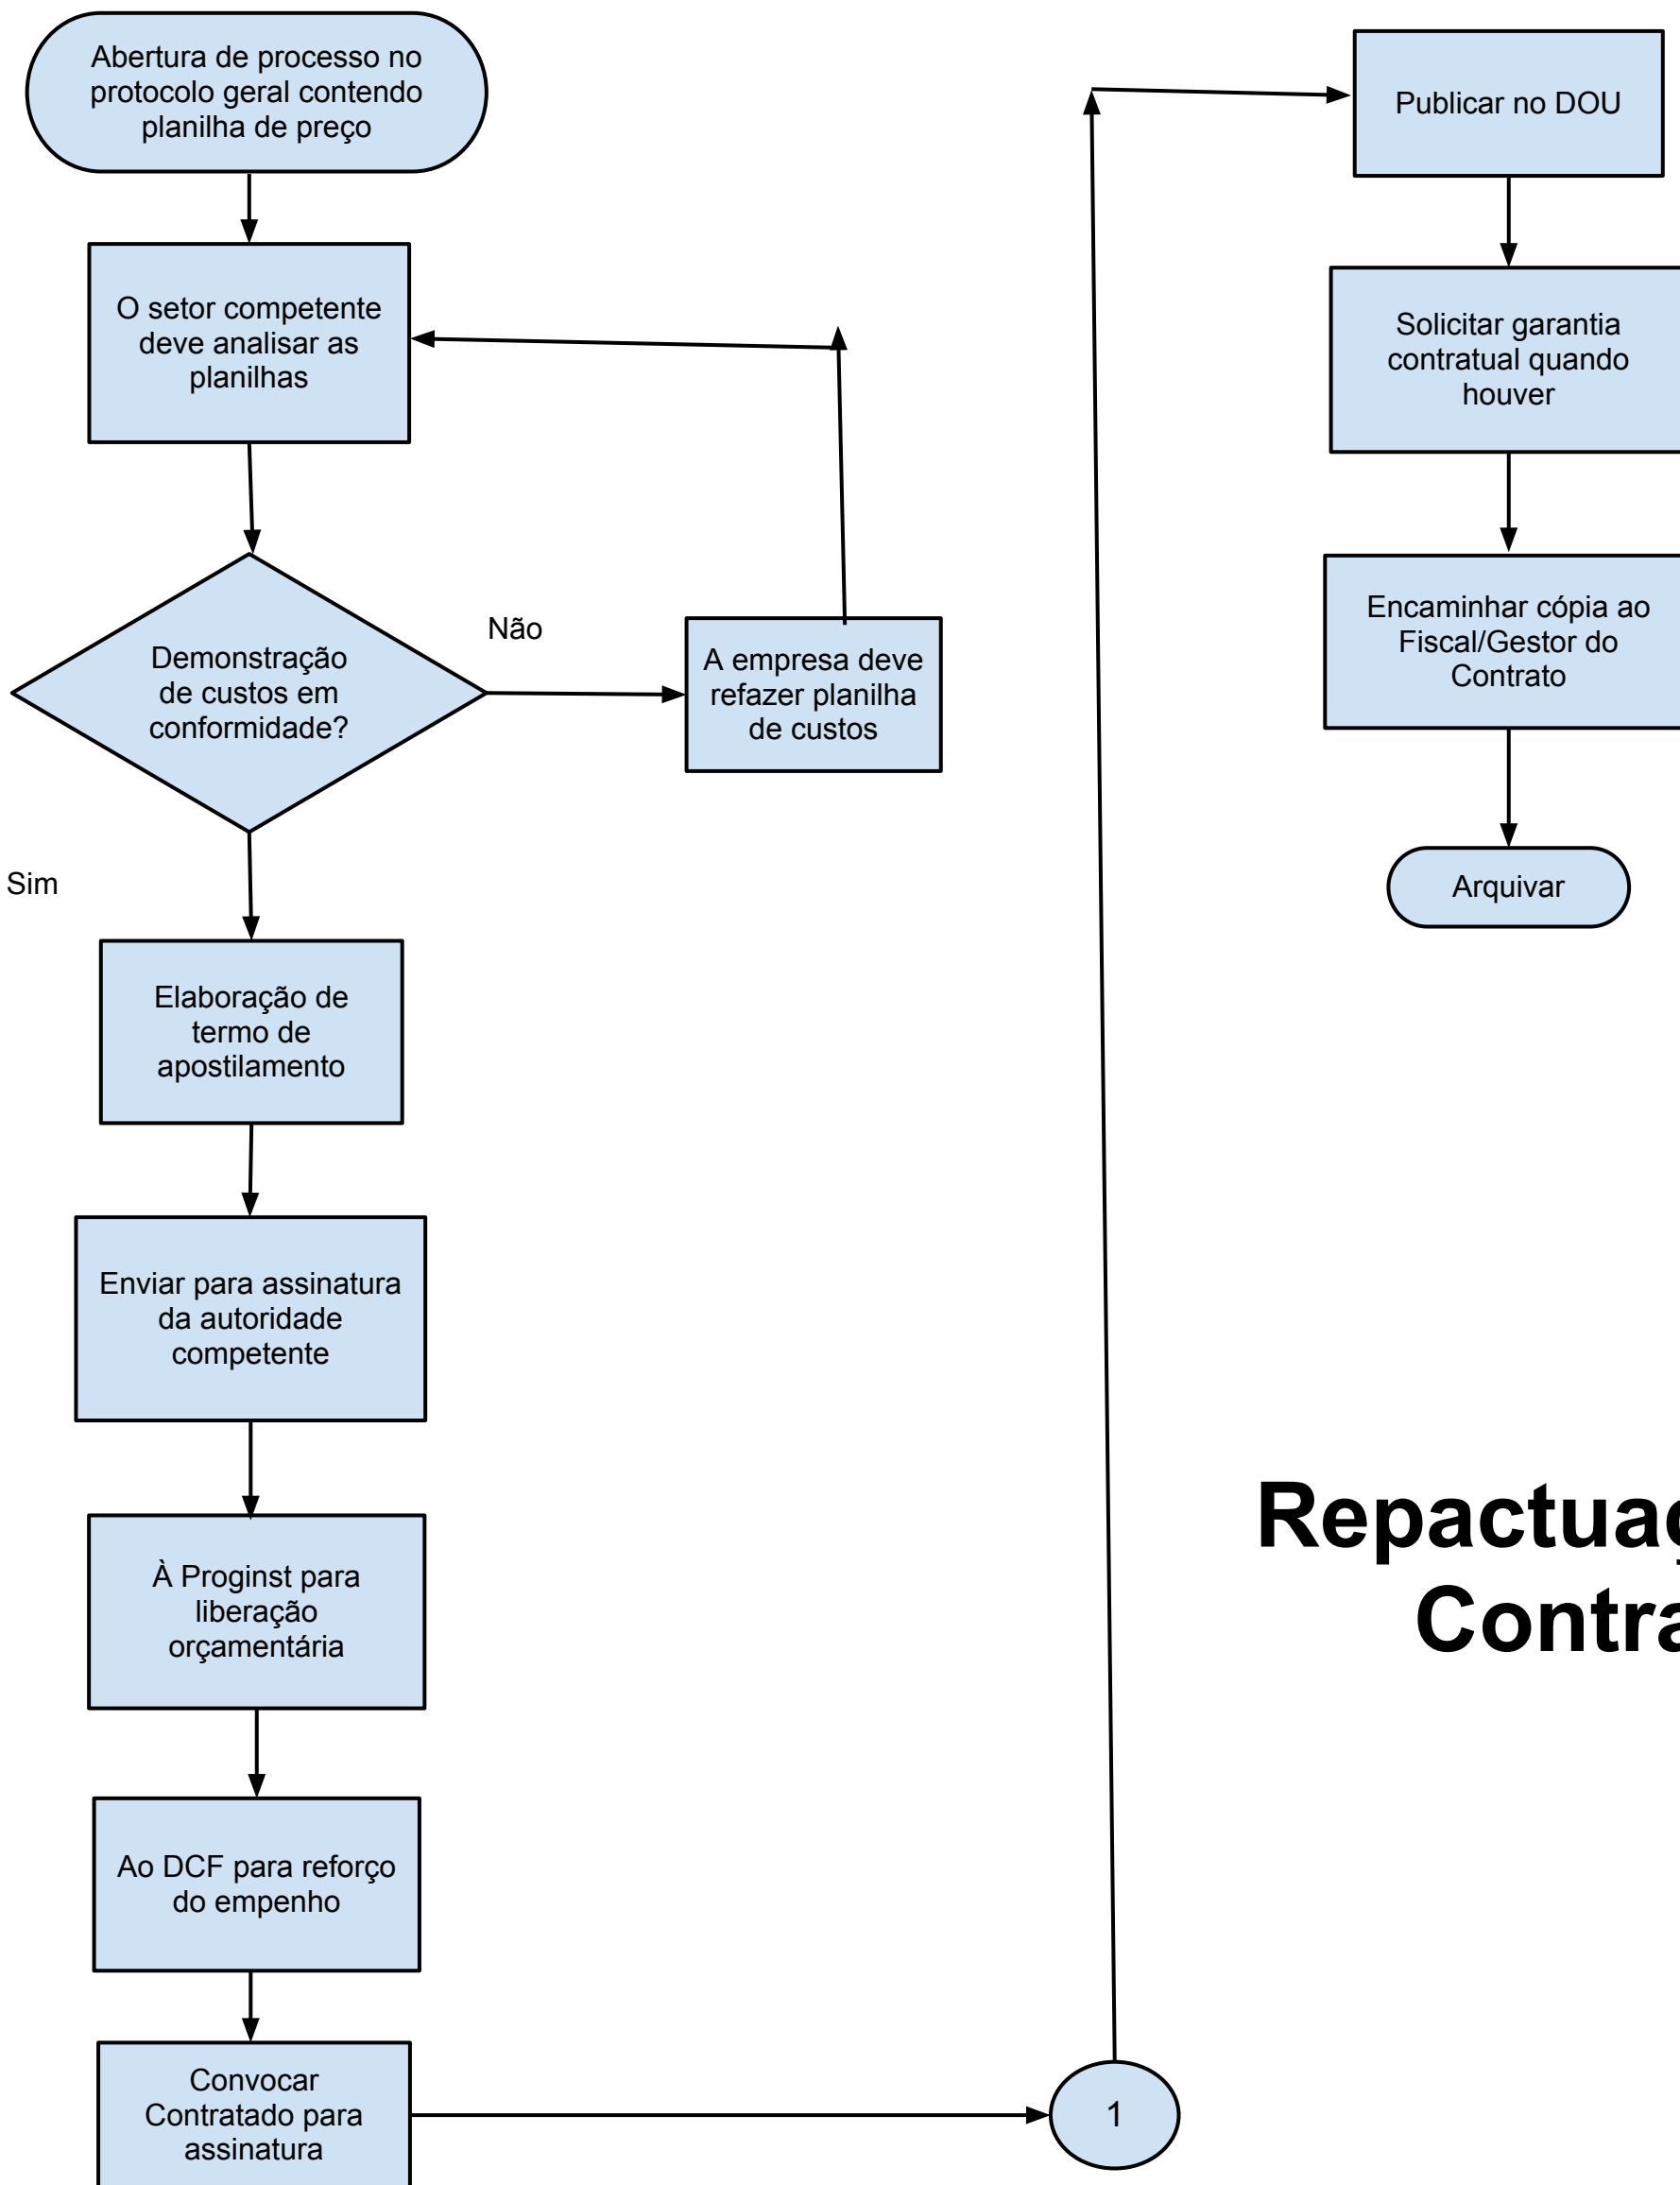 Abertura de processo no
protocolo geral contendo
planilha de preço
O setor competente
deve analisar as
planilhas
Demonstração
de custos em
conformidade?
Não
A empresa deve
refazer planilha
de custos
Sim
Elaboração de
termo de
apostilamento
Enviar para assinatura
da autoridade
competente
À Proginst para
liberação
orçamentária
Ao DCF para reforço
do empenho
Convocar
Contratado para
assinatura
1
Publicar no DOU
Solicitar garantia
contratual quando
houver
Encaminhar cópia ao
Fiscal/Gestor do
Contrato
Arquivar
Repactuaç
Contra